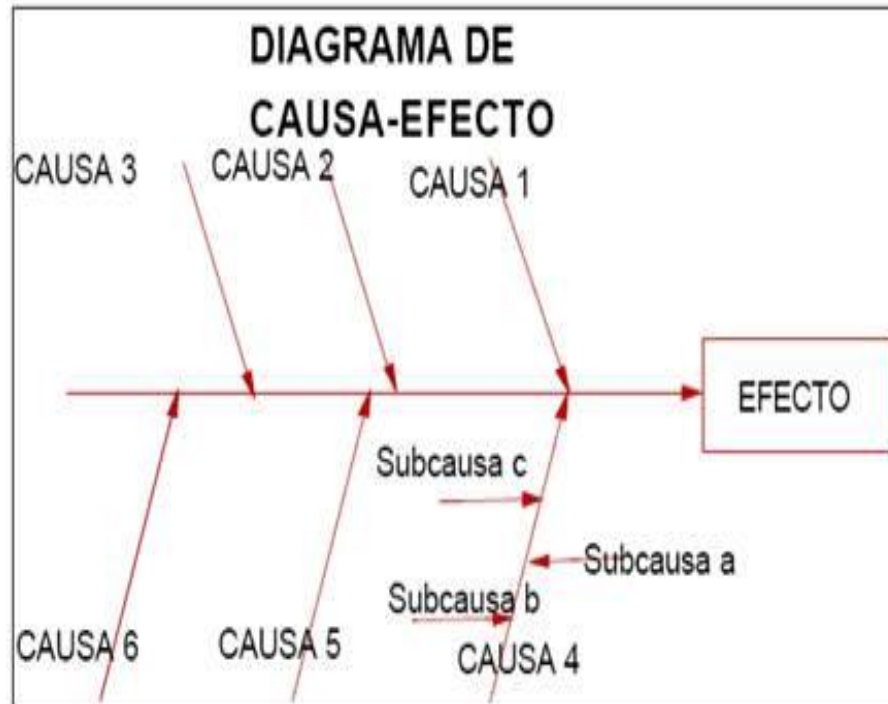 DIAGRAMA DE
CAUSA-EFECTO
CAUSA 3
CAUSA 2
CAUSA 1
EFECTO
Subcausa c
Subcausa a
Subcausa b
CAUSA 6
CAUSA 5
CAUSA 4